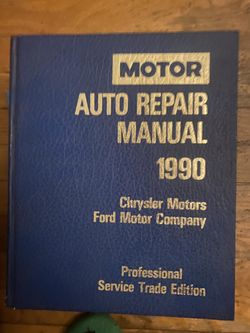 MOTOR
AUTO REPAIR
MANUAL
1990
Chrysler Motors
Ford Motor Company
Professional
Service Trade Edition